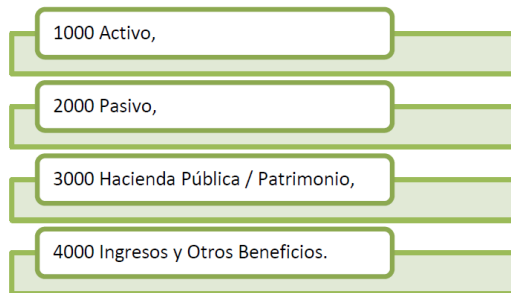 1000 Activo,
2000 Pasivo,
3000 Hacienda Pública / Patrimonio,
4000 Ingresos y Otros Beneficios.